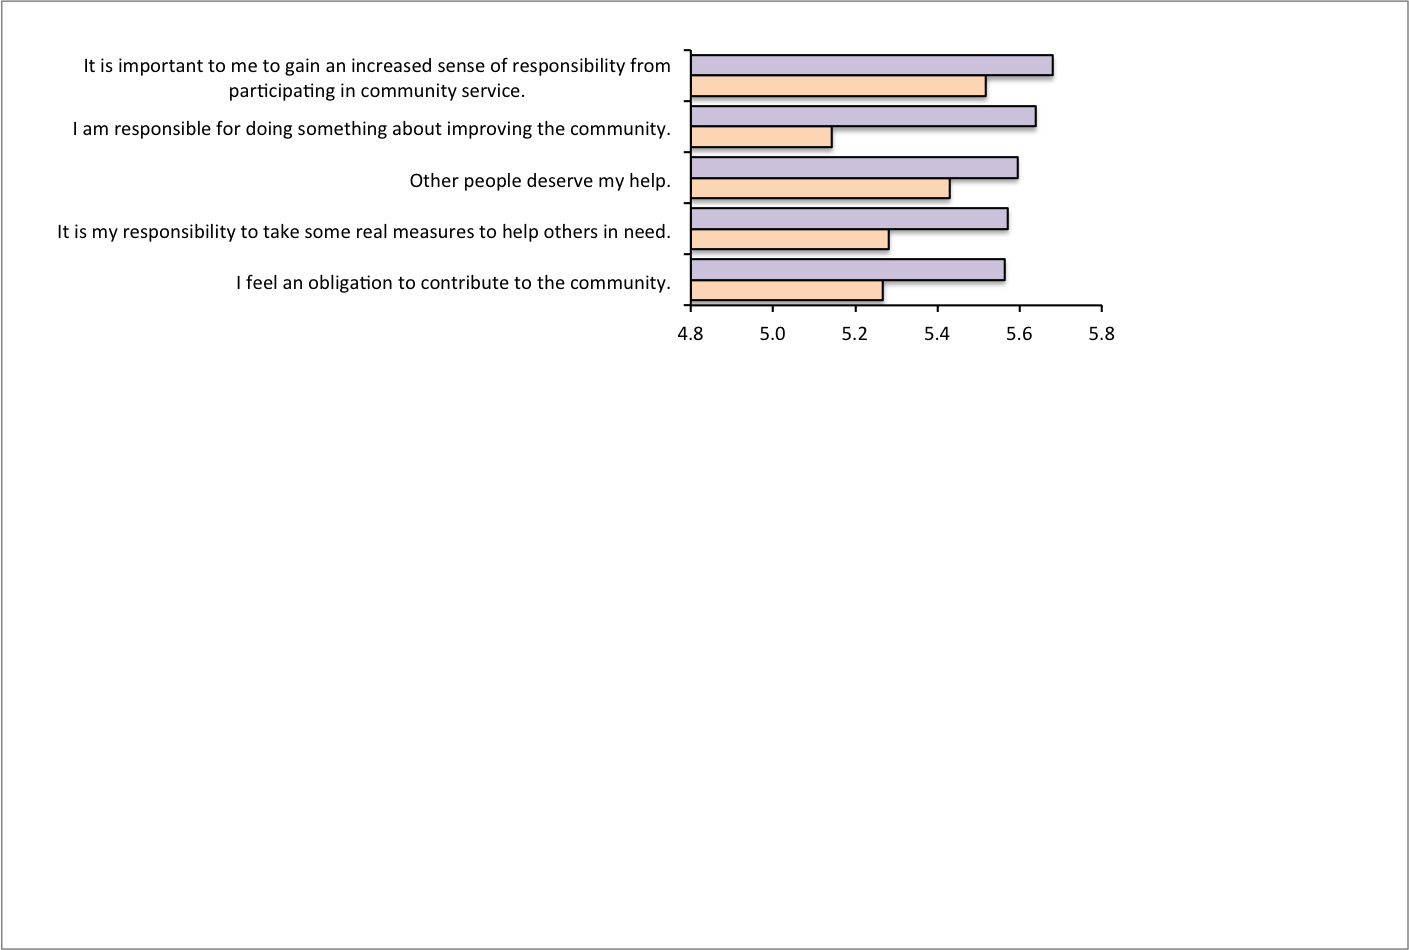 It is important to me to gain an increased sense of responsibility from
participating in community service.
I am responsible for doing something about improving the community.
Other people deserve my help.
It is my responsibility to take some real measures to help others in need.
I feel an obligation to contribute to the community.
4.8 5.0 5.2 5.4 5.6 5.8